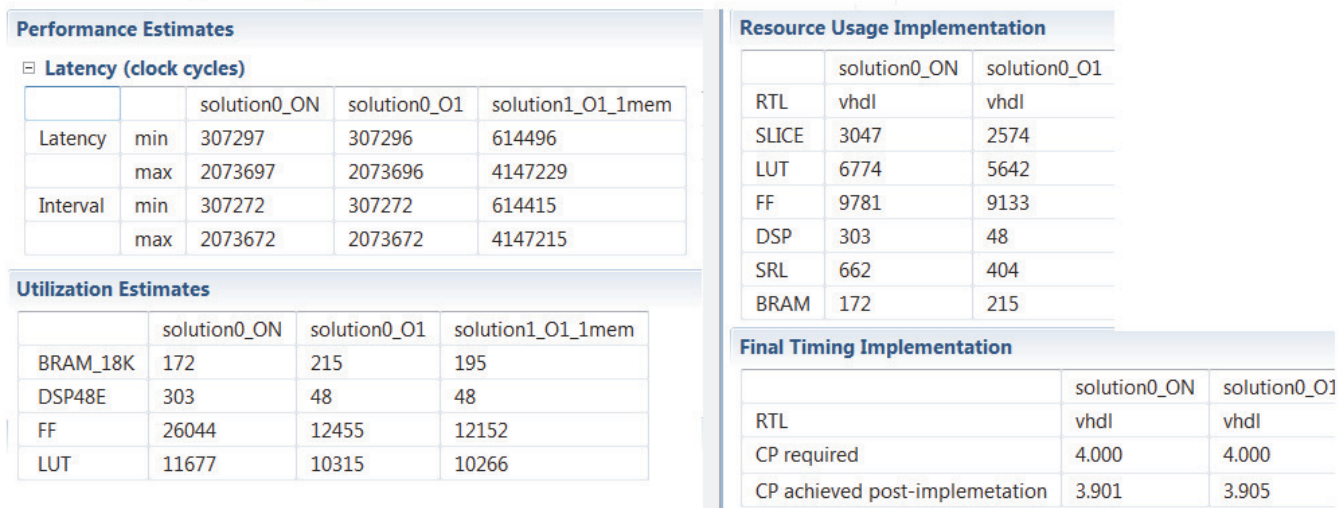 Performance Estimates
Latency (clock cycles)
solution0_ON solution0_O1 solution1_O1_1mem
Latency min 307297 307296 614496
max 2073697 2073696 4147229
Interval min 307272 307272 614415
max 2073672 2073672 4147215
Utilization Estimates
solution0_ON solution0_O1 solution1_O1_1mem
BRAM_18K 172 215 195
DSP48E 303 48 48
FF 26044 12455 12152
LUT 11677 10315 10266
Resource Usage Implementation
solution0_ON solution0_O1
RTL vhdl vhdl
SLICE 3047 2574
LUT 6774 5642
FF 9781 9133
DSP 303 48
SRL 662 404
BRAM 172 215
Final Timing Implementation
solution0_ON solution0_O1
RTL vhdl vhdl
CP required 4.000 4.000
CP achieved post-implemetation 3.901 3.905